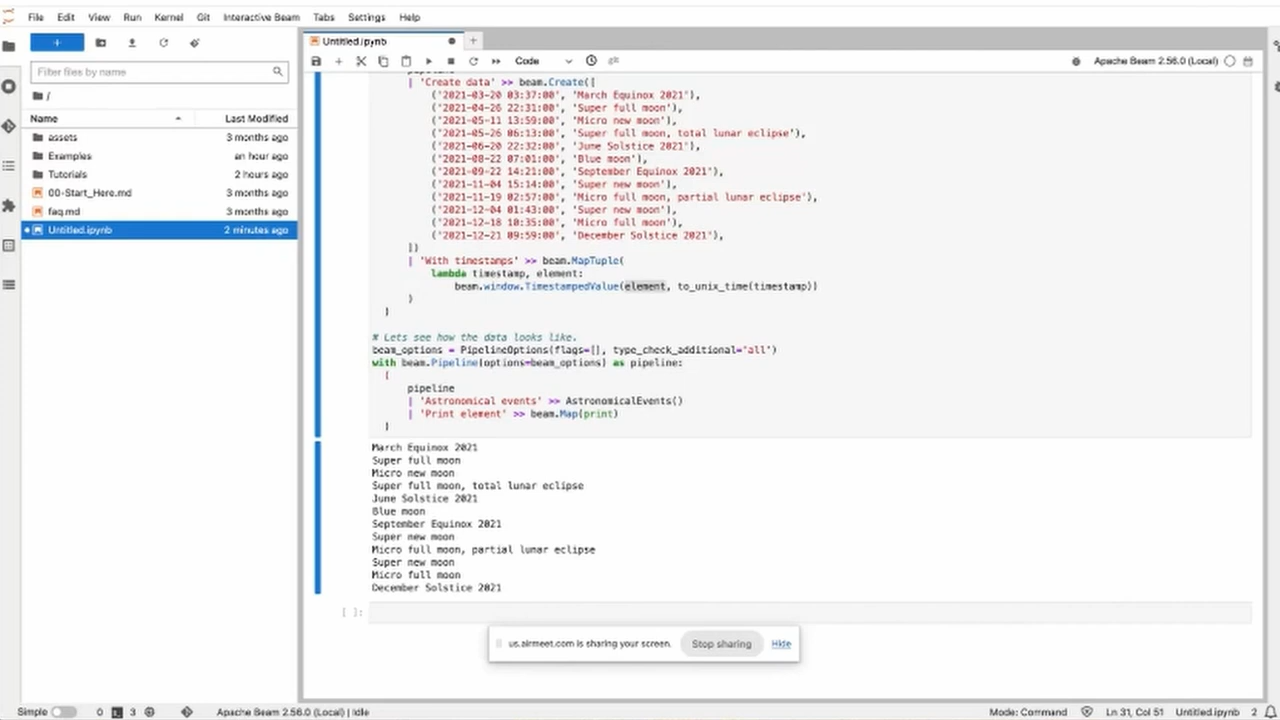 File Edit View Run Kernel Git Interactive Beam Tabs Settings Help
Untitled.ipynb
Filter files by name
Code
Apache Beam 2.56.0 (Local)
/
Name Last Modified
assets 3 months ago
Examples an hour ago
Tutorials 2 hours ago
00-Start_Here.md 3 months ago
faq.md 3 months ago
Untitled.ipynb 2 minutes ago
pipeline
| 'Create data' >> beam.Create([
('2021-03-20 03:37:00', 'March Equinox 2021'),
('2021-04-26 22:31:00', 'Super full moon'),
('2021-05-11 13:59:00', 'Micro new moon'),
('2021-05-26 06:13:00', 'Super full moon, total lunar eclipse'),
('2021-06-20 22:32:00', 'June Solstice 2021'),
('2021-08-22 07:01:00', 'Blue moon'),
('2021-09-22 14:21:00', 'September Equinox 2021'),
('2021-11-04 15:14:00', 'Super new moon'),
('2021-11-19 02:57:00', 'Micro full moon, partial lunar eclipse'),
('2021-12-04 01:43:00', 'Super new moon'),
('2021-12-18 10:35:00', 'Micro full moon'),
('2021-12-21 09:59:00', 'December Solstice 2021'),
])
| 'With timestamps' >> beam.MapTuple(
lambda timestamp, element:
beam.window.TimestampedValue(element, to_unix_time(timestamp))
)
)
# Lets see how the data looks like.
beam_options = PipelineOptions(flags=[], type_check_additional='all')
with beam.Pipeline(options=beam_options) as pipeline:
(
pipeline
| 'Astronomical events' >> AstronomicalEvents()
| 'Print element' >> beam.Map(print)
)
March Equinox 2021
Super full moon
Micro new moon
Super full moon, total lunar eclipse
June Solstice 2021
Blue moon
September Equinox 2021
Super new moon
Micro full moon, partial lunar eclipse
Super new moon
Micro full moon
December Solstice 2021
[ ]:
us.airmeet.com is sharing your screen. Stop sharing Hide
Simple 0 3 Apache Beam 2.56.0 (Local) | Idle Mode: Command Ln 31, Col 51 Untitled.ipynb 2